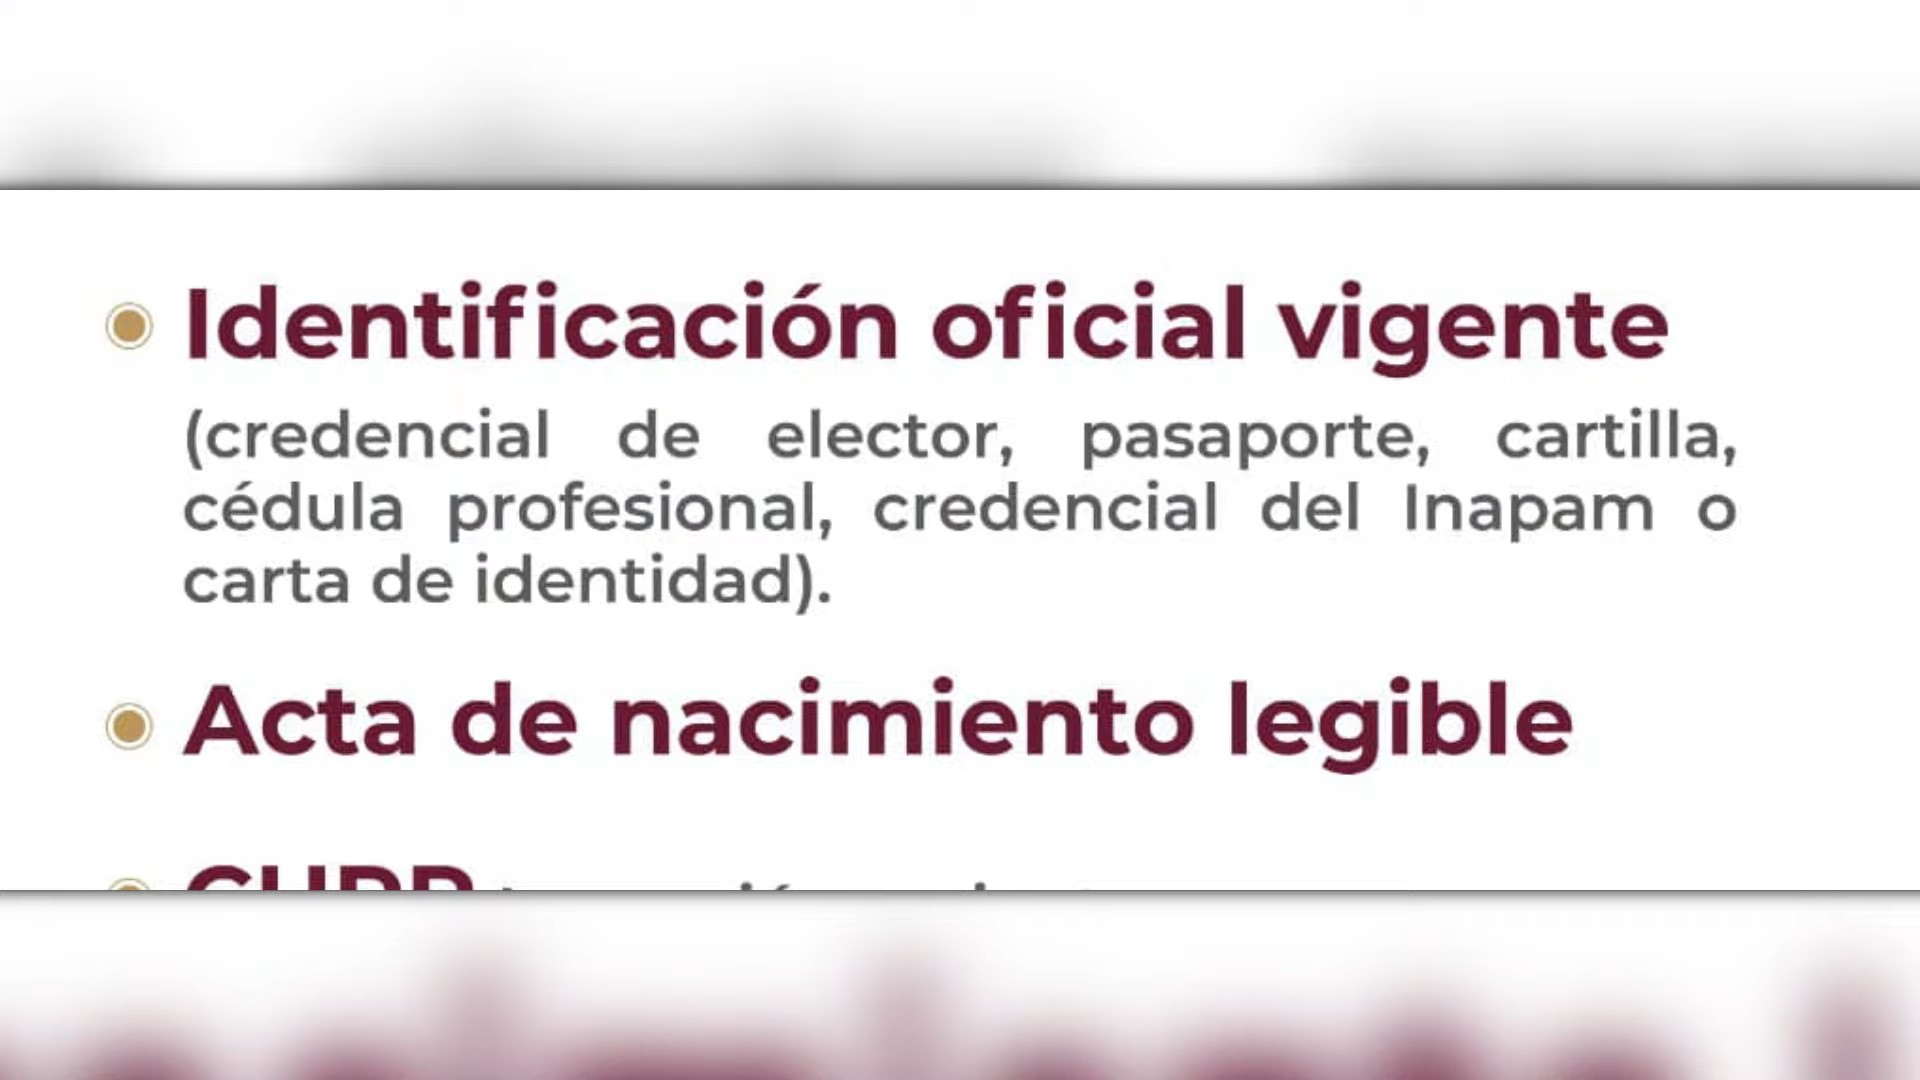 Identificación oficial vigente
(credencial de elector, pasaporte, cartilla,
cédula profesional, credencial del Inapam o
carta de identidad).
Acta de nacimiento legible
CURP